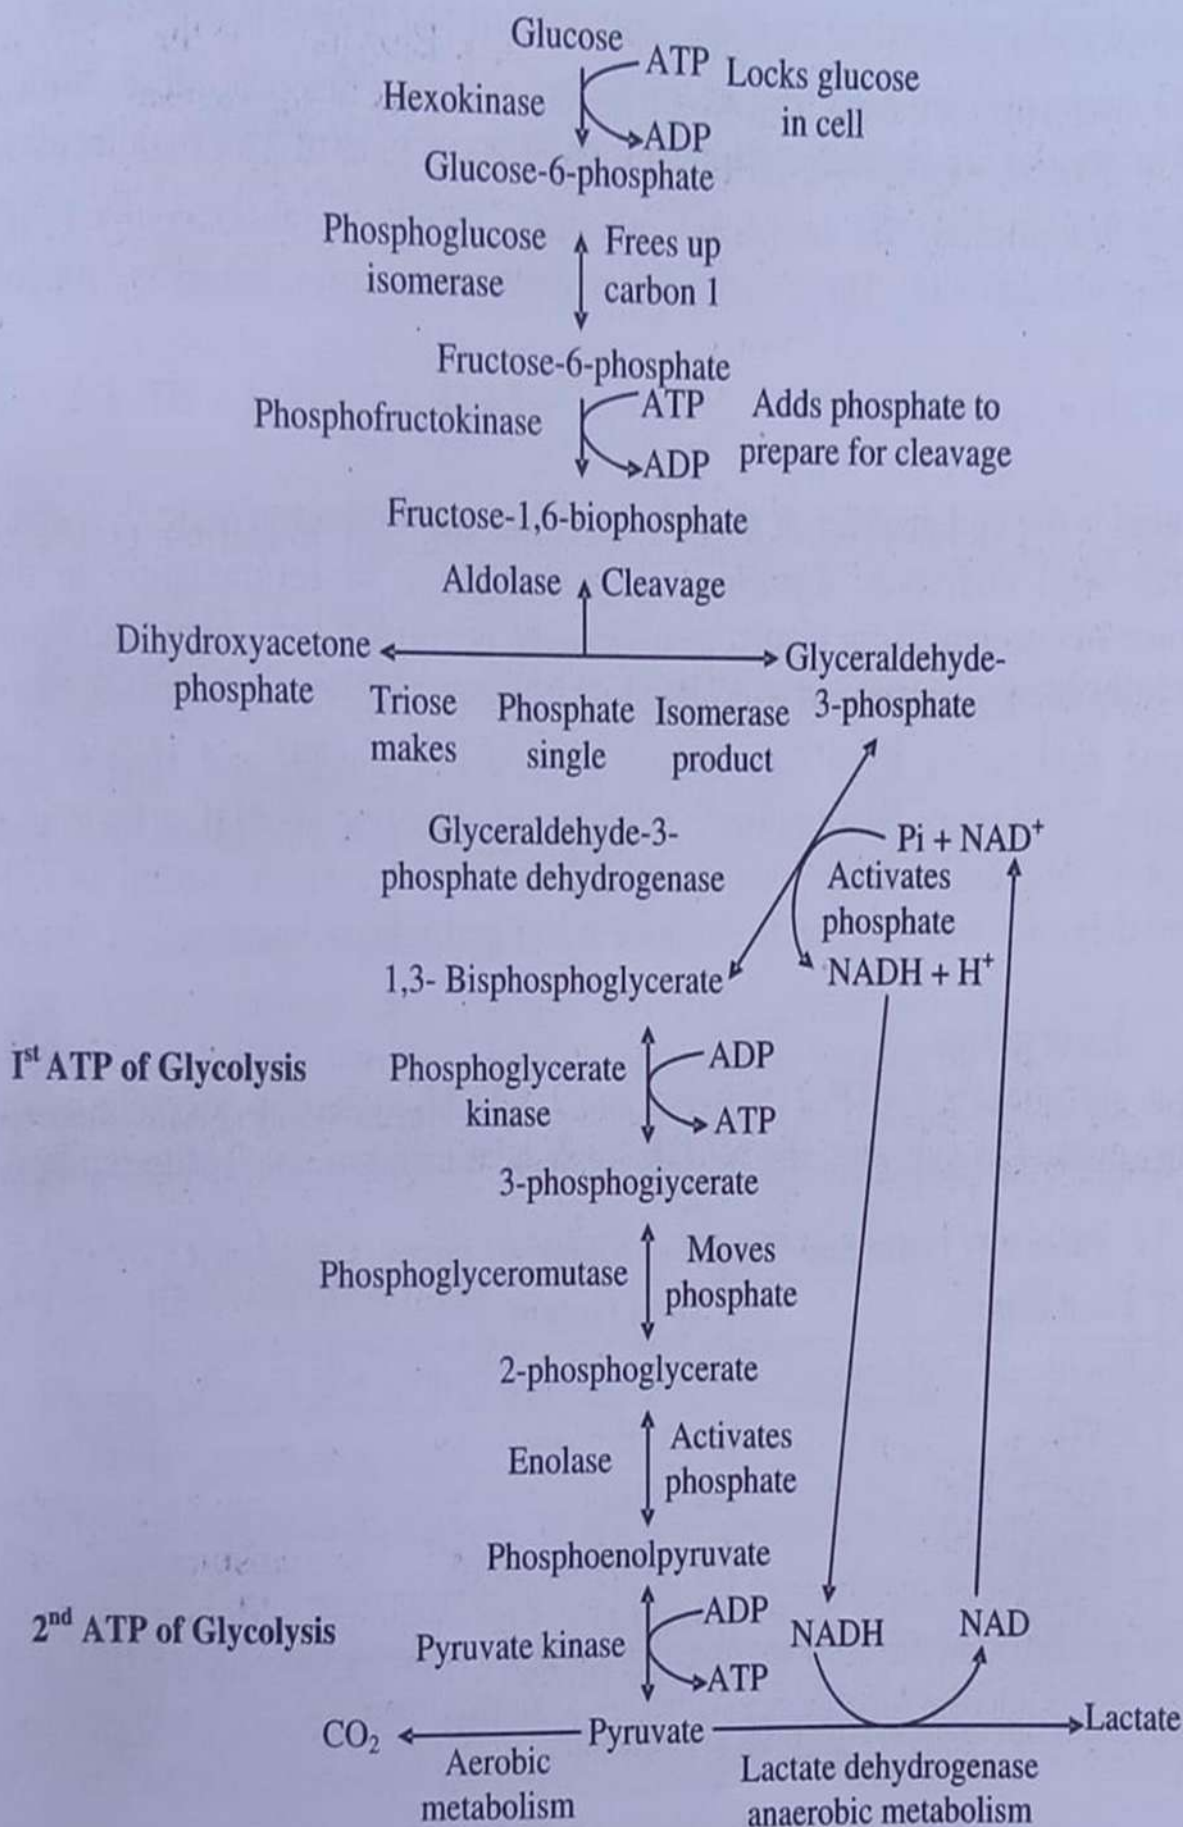 Glucose
ATP
Locks glucose
in cell
Hexokinase
ADP
Glucose-6-phosphate
Phosphoglucose
isomerase
Frees up
carbon 1
Fructose-6-phosphate
Phosphofructokinase
ATP
ADP
Adds phosphate to
prepare for cleavage
Fructose-1,6-biophosphate
Aldolase
Cleavage
Dihydroxyacetone
phosphate
Glyceraldehyde-
3-phosphate
Triose Phosphate Isomerase
makes single product
Glyceraldehyde-3-
phosphate dehydrogenase
Pi + NAD⁺
Activates
phosphate
NADH + H⁺
1,3- Bisphosphoglycerate
Iˢᵗ ATP of Glycolysis
Phosphoglycerate
kinase
ADP
ATP
3-phosphogiycerate
Phosphoglyceromutase
Moves
phosphate
2-phosphoglycerate
Enolase
Activates
phosphate
Phosphoenolpyruvate
2ⁿᵈ ATP of Glycolysis
Pyruvate kinase
ADP
ATP
NADH
NAD
CO₂
Pyruvate
Lactate
Aerobic
metabolism
Lactate dehydrogenase
anaerobic metabolism